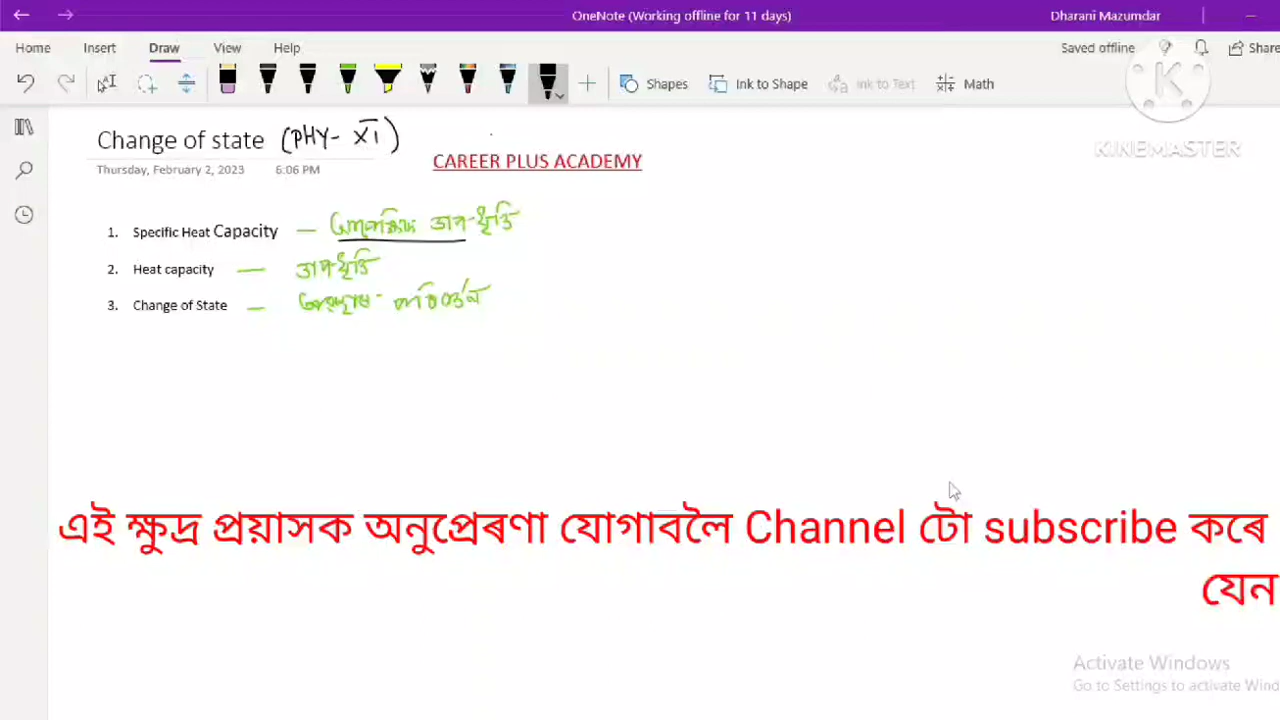 OneNote (Working offline for 11 days)
Dharani Mazumdar
Home Insert Draw View Help
Saved offline
Share
Shapes
Ink to Shape
Ink to Text
Math
K
KINEMASTER
Change of state (PHY- XI)
Thursday, February 2, 2023 6:06 PM
CAREER PLUS ACADEMY
1. Specific Heat Capacity — আপেক্ষিক তাপ-ধৃতি
2. Heat capacity — তাপ-ধৃতি
3. Change of State — অৱস্থাৰ পৰিবৰ্তন
এই ক্ষুদ্ৰ প্ৰয়াসক অনুপ্ৰেৰণা যোগাবলৈ Channel টো subscribe কৰে
যেন
Activate Windows
Go to Settings to activate Wind